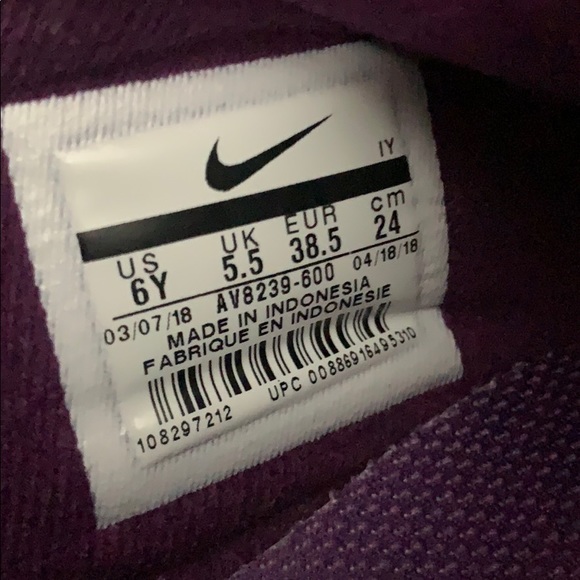 IY
US UK EUR cm
6Y 5.5 38.5 24
03/07/18 AV8239-600 04/18/18
MADE IN INDONESIA
FABRIQUE EN INDONESIE
108297212 UPC 00886916495310